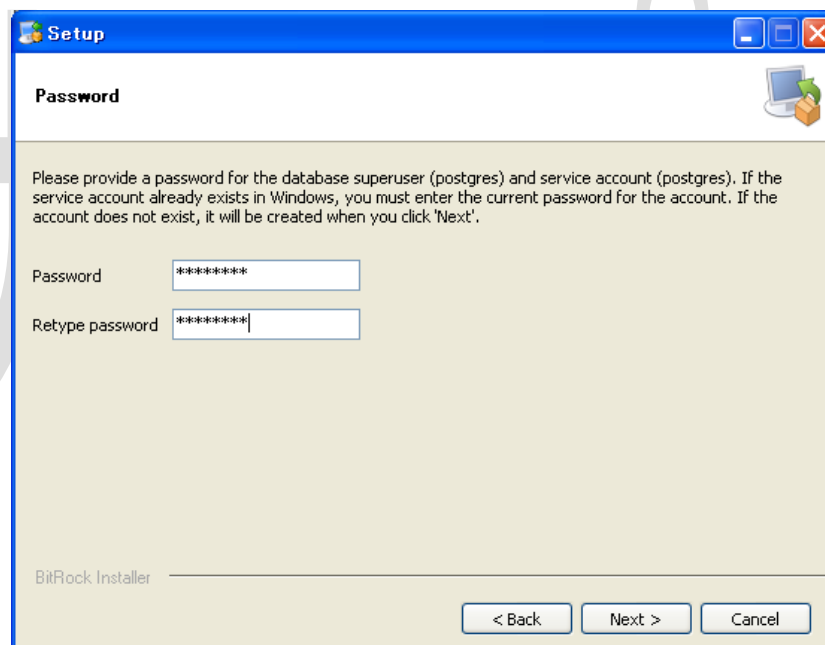 Setup
Password
Please provide a password for the database superuser (postgres) and service account (postgres). If the
service account already exists in Windows, you must enter the current password for the account. If the
account does not exist, it will be created when you click 'Next'.
Password ********
Retype password ********
BitRock Installer
< Back Next > Cancel